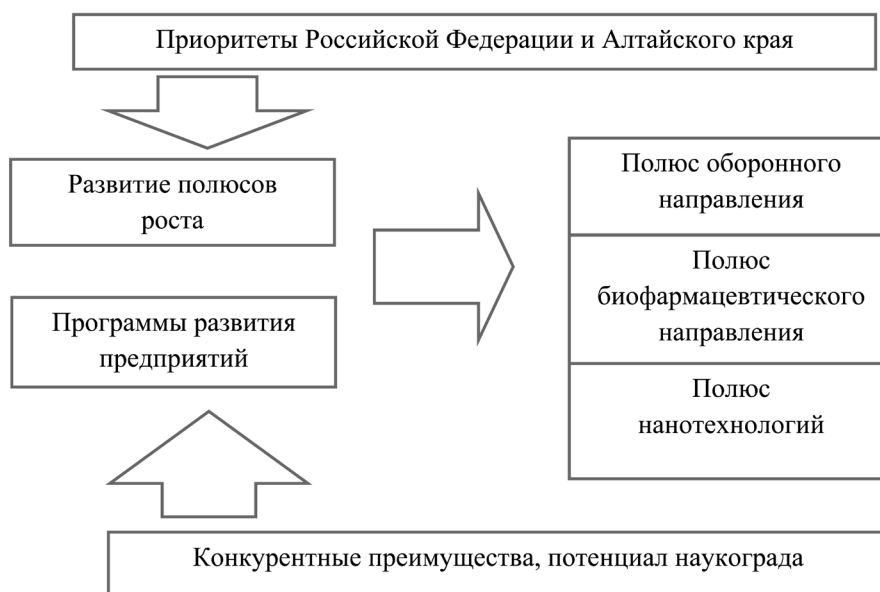 Приоритеты Российской Федерации и Алтайского края
Развитие полюсов
роста
Программы развития
предприятий
Полюс оборонного
направления
Полюс
биофармацевтического
направления
Полюс
нанотехнологий
Конкурентные преимущества, потенциал наукограда